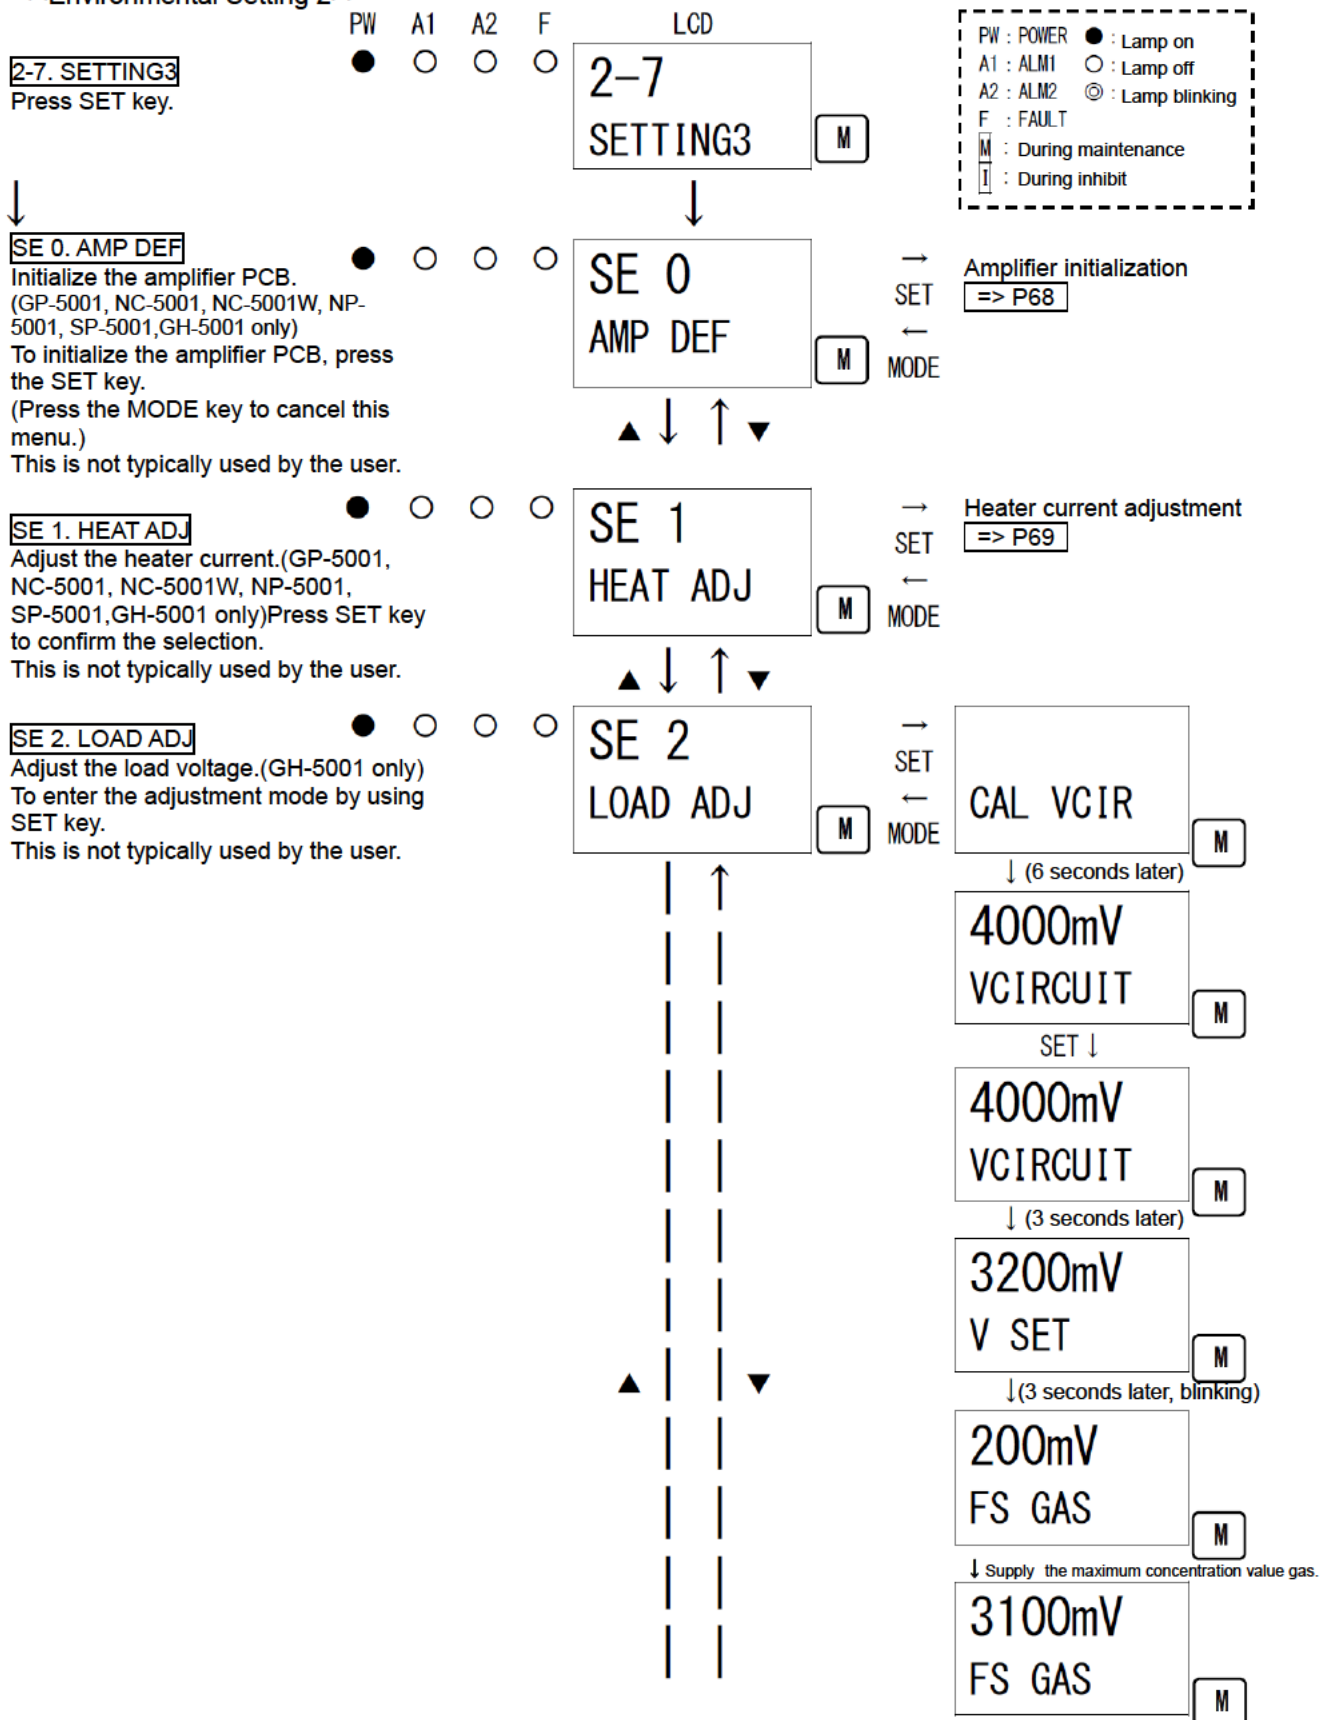 Environmental Setting 2
PW A1 A2 F LCD
PW : POWER ● : Lamp on
A1 : ALM1 ○ : Lamp off
A2 : ALM2 ◎ : Lamp blinking
F : FAULT
M : During maintenance
I : During inhibit
2-7. SETTING3
Press SET key.
● ○ ○ ○
2-7
SETTING3
M
↓ ↓
SE 0. AMP DEF
Initialize the amplifier PCB.
(GP-5001, NC-5001, NC-5001W, NP-
5001, SP-5001,GH-5001 only)
To initialize the amplifier PCB, press
the SET key.
(Press the MODE key to cancel this
menu.)
This is not typically used by the user.
● ○ ○ ○
SE 0
AMP DEF
M
→
SET
←
MODE
Amplifier initialization
=> P68
▲ ↓ ↑ ▼
SE 1. HEAT ADJ
Adjust the heater current.(GP-5001,
NC-5001, NC-5001W, NP-5001,
SP-5001,GH-5001 only)Press SET key
to confirm the selection.
This is not typically used by the user.
● ○ ○ ○
SE 1
HEAT ADJ
M
→
SET
←
MODE
Heater current adjustment
=> P69
▲ ↓ ↑ ▼
SE 2. LOAD ADJ
Adjust the load voltage.(GH-5001 only)
To enter the adjustment mode by using
SET key.
This is not typically used by the user.
● ○ ○ ○
SE 2
LOAD ADJ
M
→
SET
←
MODE
CAL VCIR
M
↓ (6 seconds later)
4000mV
VCIRCUIT
M
SET ↓
4000mV
VCIRCUIT
M
↓ (3 seconds later)
3200mV
V SET
M
▲ ▼
↓(3 seconds later, blinking)
200mV
FS GAS
M
↓ Supply the maximum concentration value gas.
3100mV
FS GAS
M